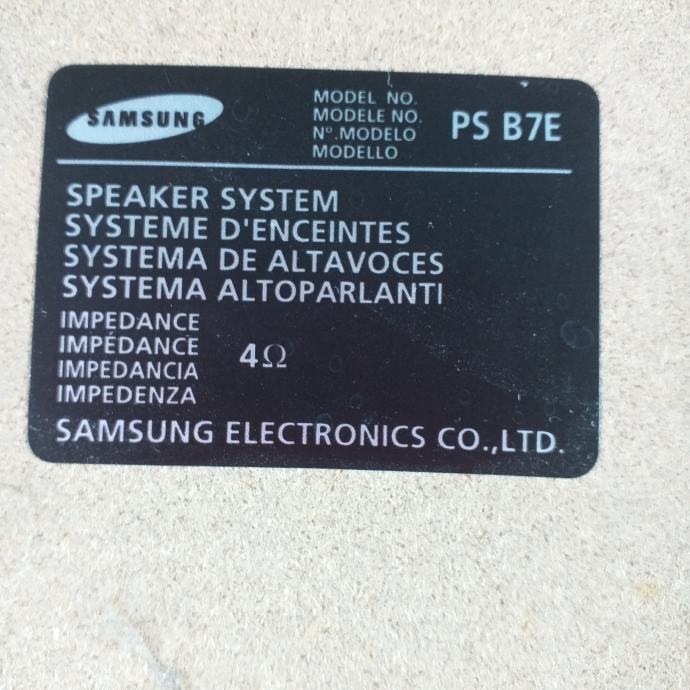 SAMSUNG
MODEL NO.
MODELE NO.
Nº.MODELO
MODELLO
PS B7E
SPEAKER SYSTEM
SYSTEME D'ENCEINTES
SYSTEMA DE ALTAVOCES
SYSTEMA ALTOPARLANTI
IMPEDANCE
IMPÉDANCE
IMPEDANCIA
IMPEDENZA
4Ω
SAMSUNG ELECTRONICS CO.,LTD.